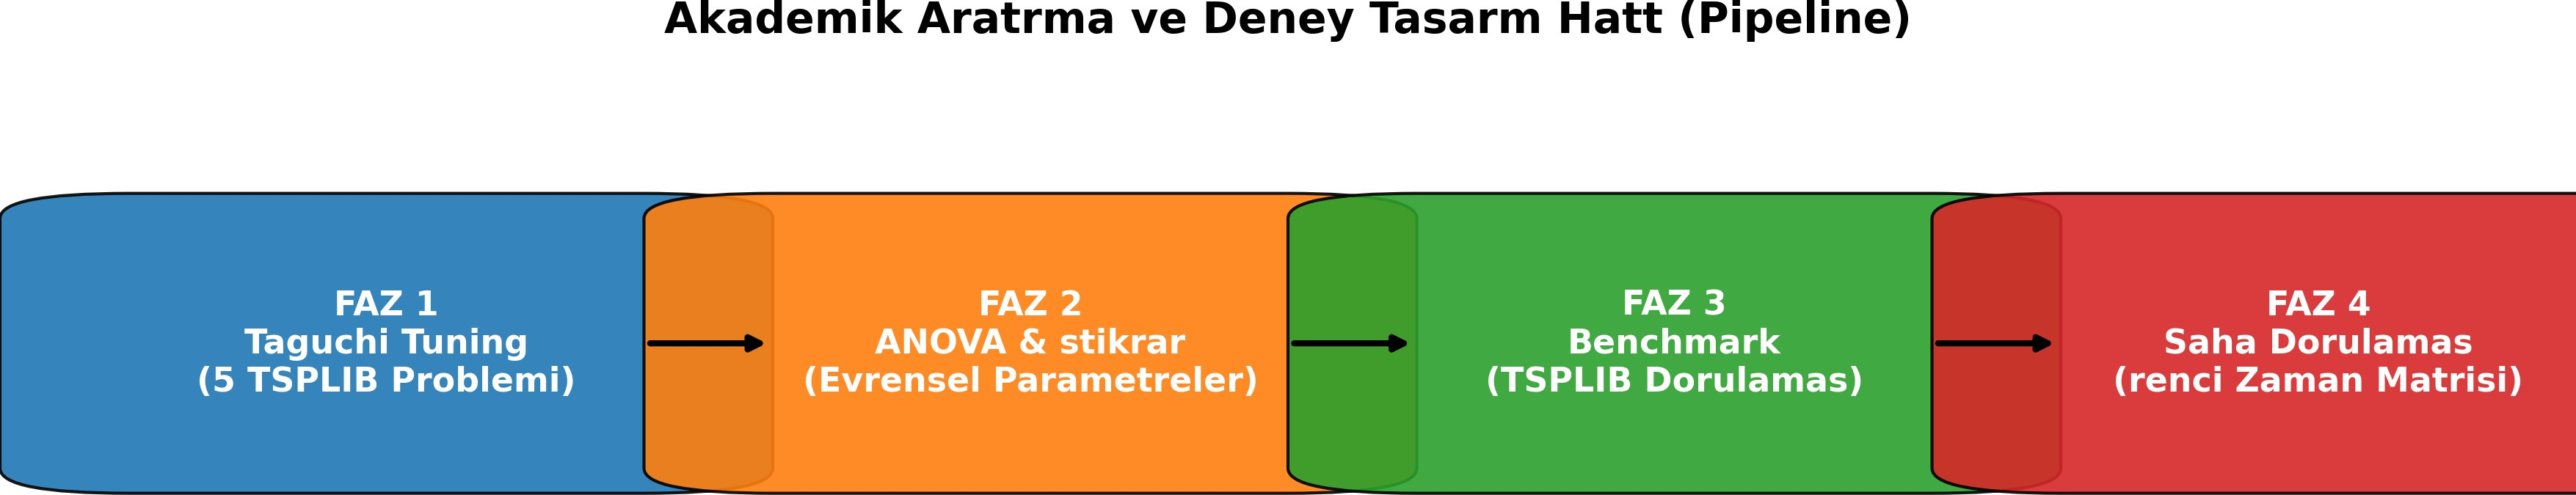 Akademik Aratrma ve Deney Tasarm Hatt (Pipeline)
FAZ 1
Taguchi Tuning
(5 TSPLIB Problemi)
FAZ 2
ANOVA & stikrar
(Evrensel Parametreler)
FAZ 3
Benchmark
(TSPLIB Dorulamas)
FAZ 4
Saha Dorulamas
(renci Zaman Matrisi)